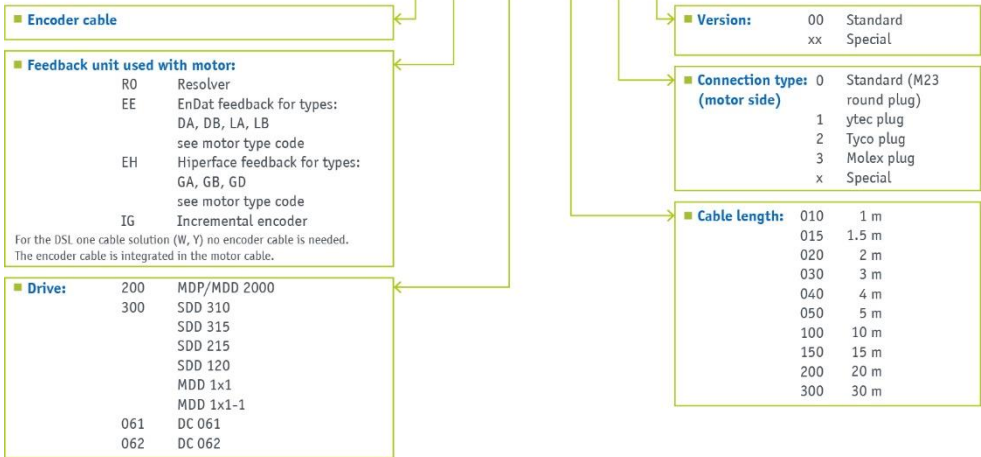 Encoder cable
Feedback unit used with motor:
R0 Resolver
EE EnDat feedback for types:
DA, DB, LA, LB
see motor type code
EH Hiperface feedback for types:
GA, GB, GD
see motor type code
IG Incremental encoder
For the DSL one cable solution (W, Y) no encoder cable is needed.
The encoder cable is integrated in the motor cable.
Drive: 200 MDP/MDD 2000
300 SDD 310
SDD 315
SDD 215
SDD 120
MDD 1x1
MDD 1x1-1
061 DC 061
062 DC 062
Version: 00 Standard
xx Special
Connection type: 0 Standard (M23
(motor side) round plug)
1 ytec plug
2 Tyco plug
3 Molex plug
x Special
Cable length: 010 1 m
015 1.5 m
020 2 m
030 3 m
040 4 m
050 5 m
100 10 m
150 15 m
200 20 m
300 30 m